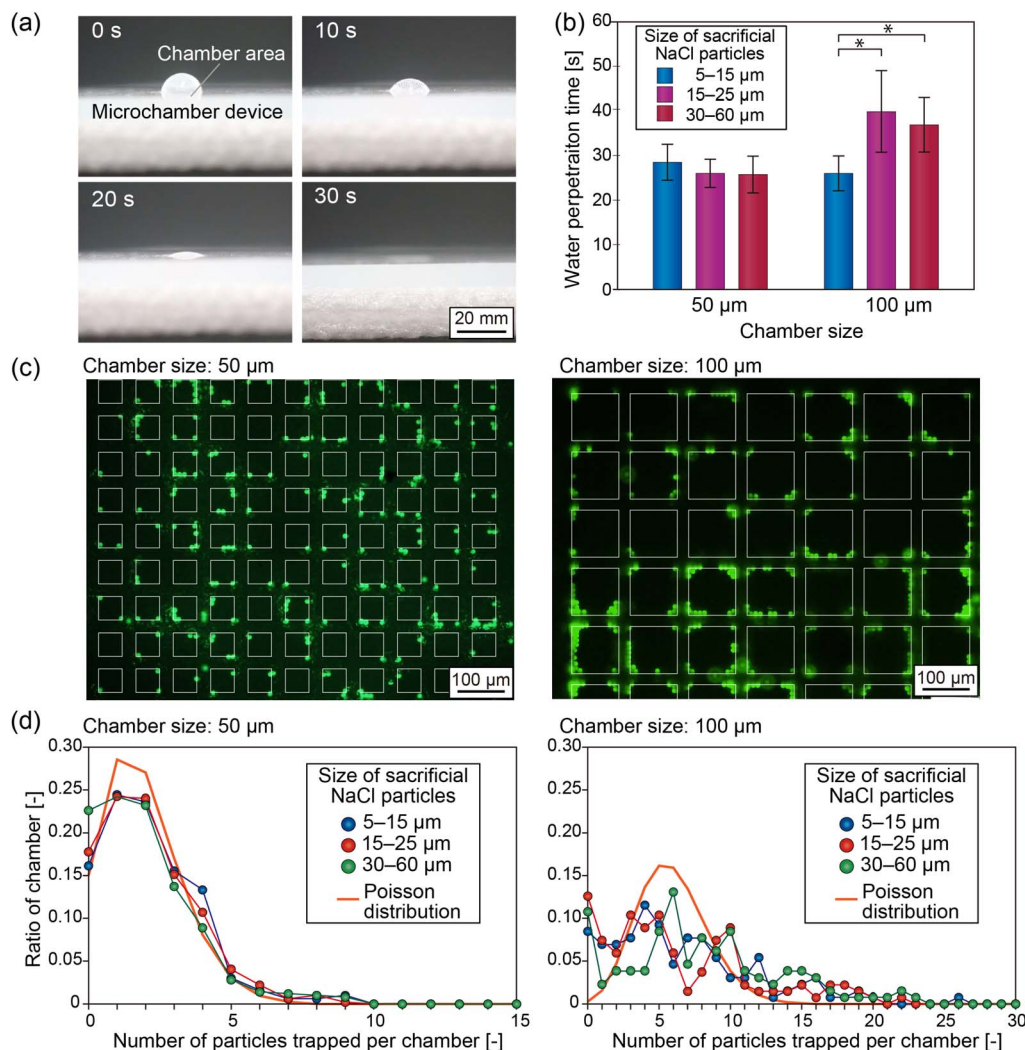 (a)
0 s
Chamber area
Microchamber device
10 s
20 s
30 s
20 mm
(b)
Water perpetraiton time [s]
60
50
40
30
20
10
0
Size of sacrificial
NaCl particles
5–15 µm
15–25 µm
30–60 µm
*
*
50 µm
100 µm
Chamber size
(c)
Chamber size: 50 µm
100 µm
Chamber size: 100 µm
100 µm
(d)
Chamber size: 50 µm
Ratio of chamber [-]
0.30
0.25
0.20
0.15
0.10
0.05
0.00
Size of sacrificial
NaCl particles
5–15 µm
15–25 µm
30–60 µm
Poisson
distribution
0
5
10
15
Number of particles trapped per chamber [-]
Chamber size: 100 µm
0.30
0.25
0.20
0.15
0.10
0.05
0.00
Size of sacrificial
NaCl particles
5–15 µm
15–25 µm
30–60 µm
Poisson
distribution
0
5
10
15
20
25
30
Number of particles trapped per chamber [-]